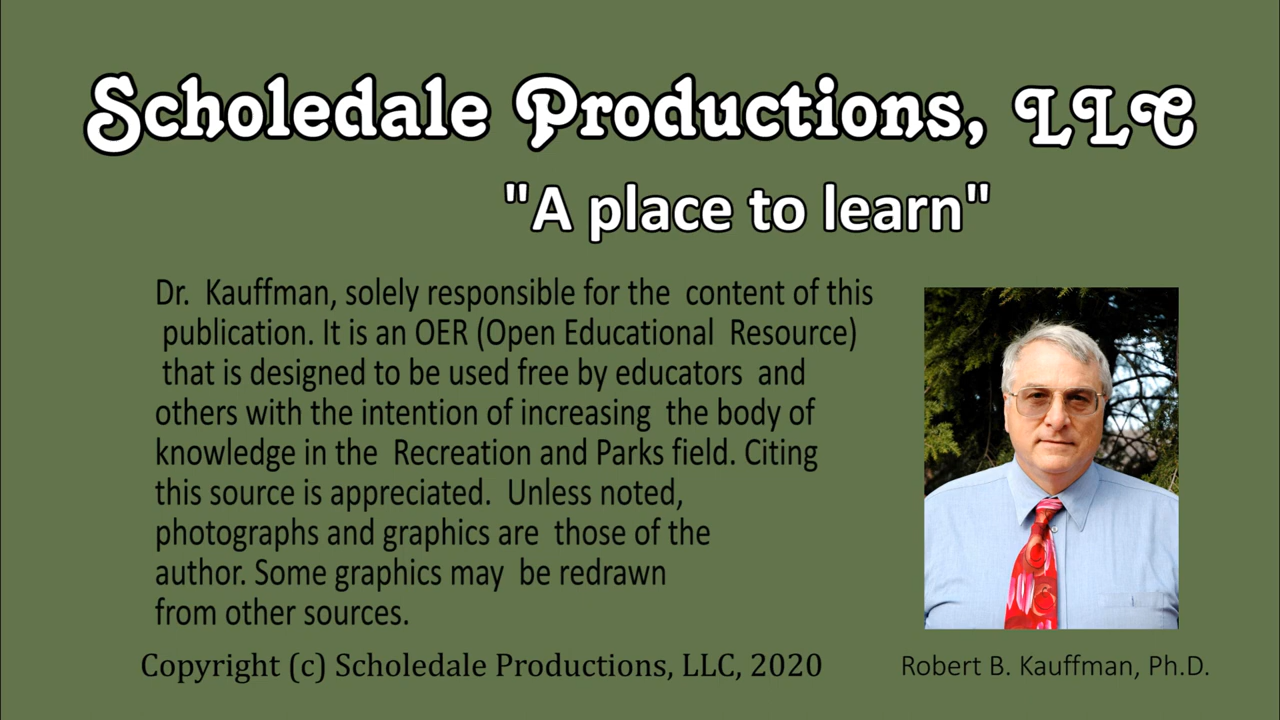 Scholedale Productions, LLC
"A place to learn"
Dr. Kauffman, solely responsible for the content of this
publication. It is an OER (Open Educational Resource)
that is designed to be used free by educators and
others with the intention of increasing the body of
knowledge in the Recreation and Parks field. Citing
this source is appreciated. Unless noted,
photographs and graphics are those of the
author. Some graphics may be redrawn
from other sources.
Copyright (c) Scholedale Productions, LLC, 2020
Robert B. Kauffman, Ph.D.